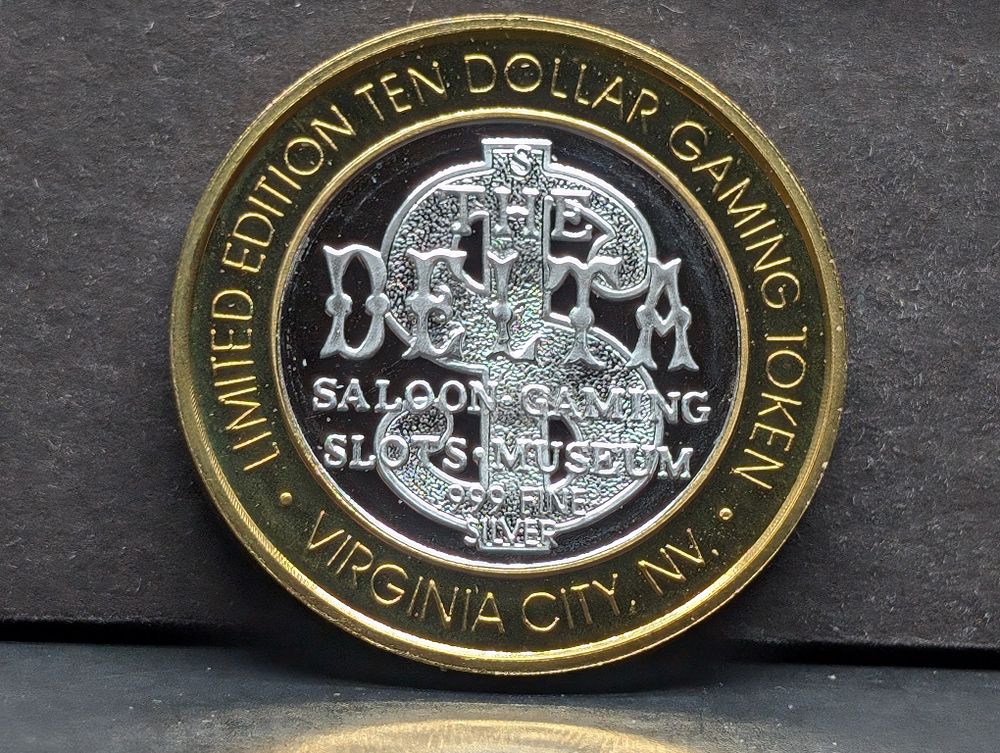 LIMITED EDITION TEN DOLLAR GAMING TOKEN
S
THE
DELTA
SALOON·GAMING
SLOTS·MUSEUM
.999 FINE
SILVER
• VIRGINIA CITY, NV. •